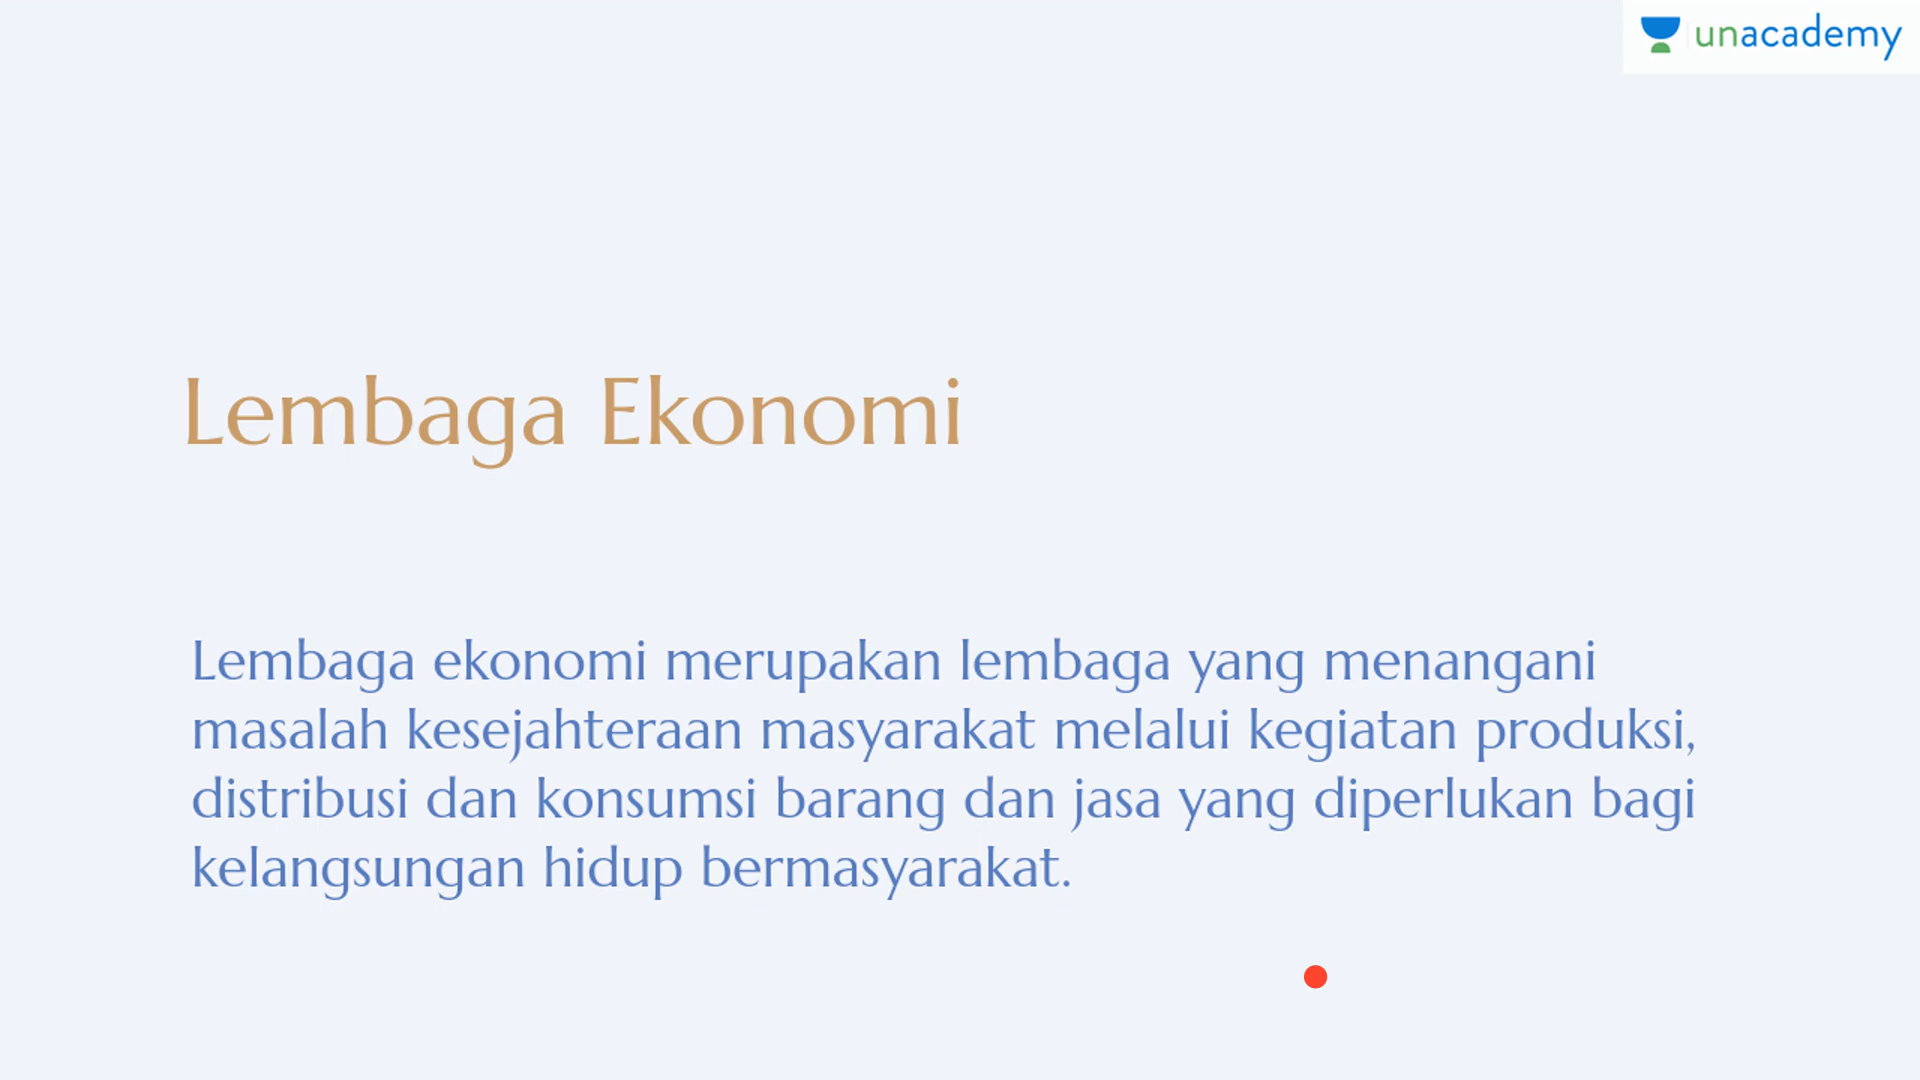 unacademy
Lembaga Ekonomi
Lembaga ekonomi merupakan lembaga yang menangani
masalah kesejahteraan masyarakat melalui kegiatan produksi,
distribusi dan konsumsi barang dan jasa yang diperlukan bagi
kelangsungan hidup bermasyarakat.